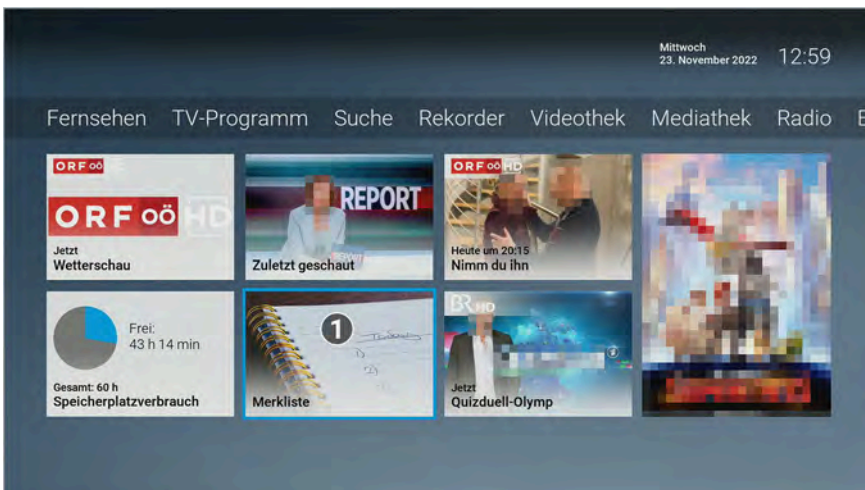 Mittwoch
23. November 2022
12:59
Fernsehen TV-Programm Suche Rekorder Videothek Mediathek Radio
ORF oö
ORF oö HD
Jetzt
Wetterschau
REPORT
Zuletzt geschaut
ORF oö HD
Heute um 20:15
Nimm du ihn
Frei:
43 h 14 min
Gesamt: 60 h
Speicherplatzverbrauch
1
Merkliste
BR HD
Jetzt
Quizduell-Olymp